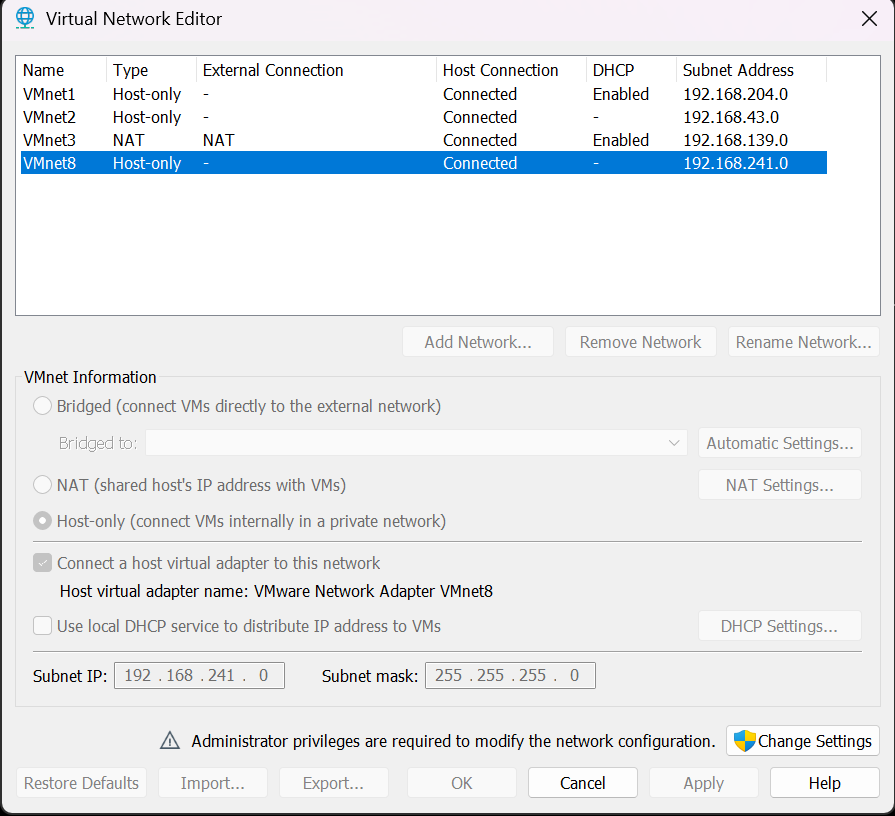 Virtual Network Editor
Name Type External Connection Host Connection DHCP Subnet Address
VMnet1 Host-only - Connected Enabled 192.168.204.0
VMnet2 Host-only - Connected - 192.168.43.0
VMnet3 NAT NAT Connected Enabled 192.168.139.0
VMnet8 Host-only - Connected - 192.168.241.0
Add Network... Remove Network Rename Network...
VMnet Information
Bridged (connect VMs directly to the external network)
Bridged to: Automatic Settings...
NAT (shared host's IP address with VMs) NAT Settings...
Host-only (connect VMs internally in a private network)
Connect a host virtual adapter to this network
Host virtual adapter name: VMware Network Adapter VMnet8
Use local DHCP service to distribute IP address to VMs DHCP Settings...
Subnet IP: 192 . 168 . 241 . 0 Subnet mask: 255 . 255 . 255 . 0
Administrator privileges are required to modify the network configuration. Change Settings
Restore Defaults Import... Export... OK Cancel Apply Help